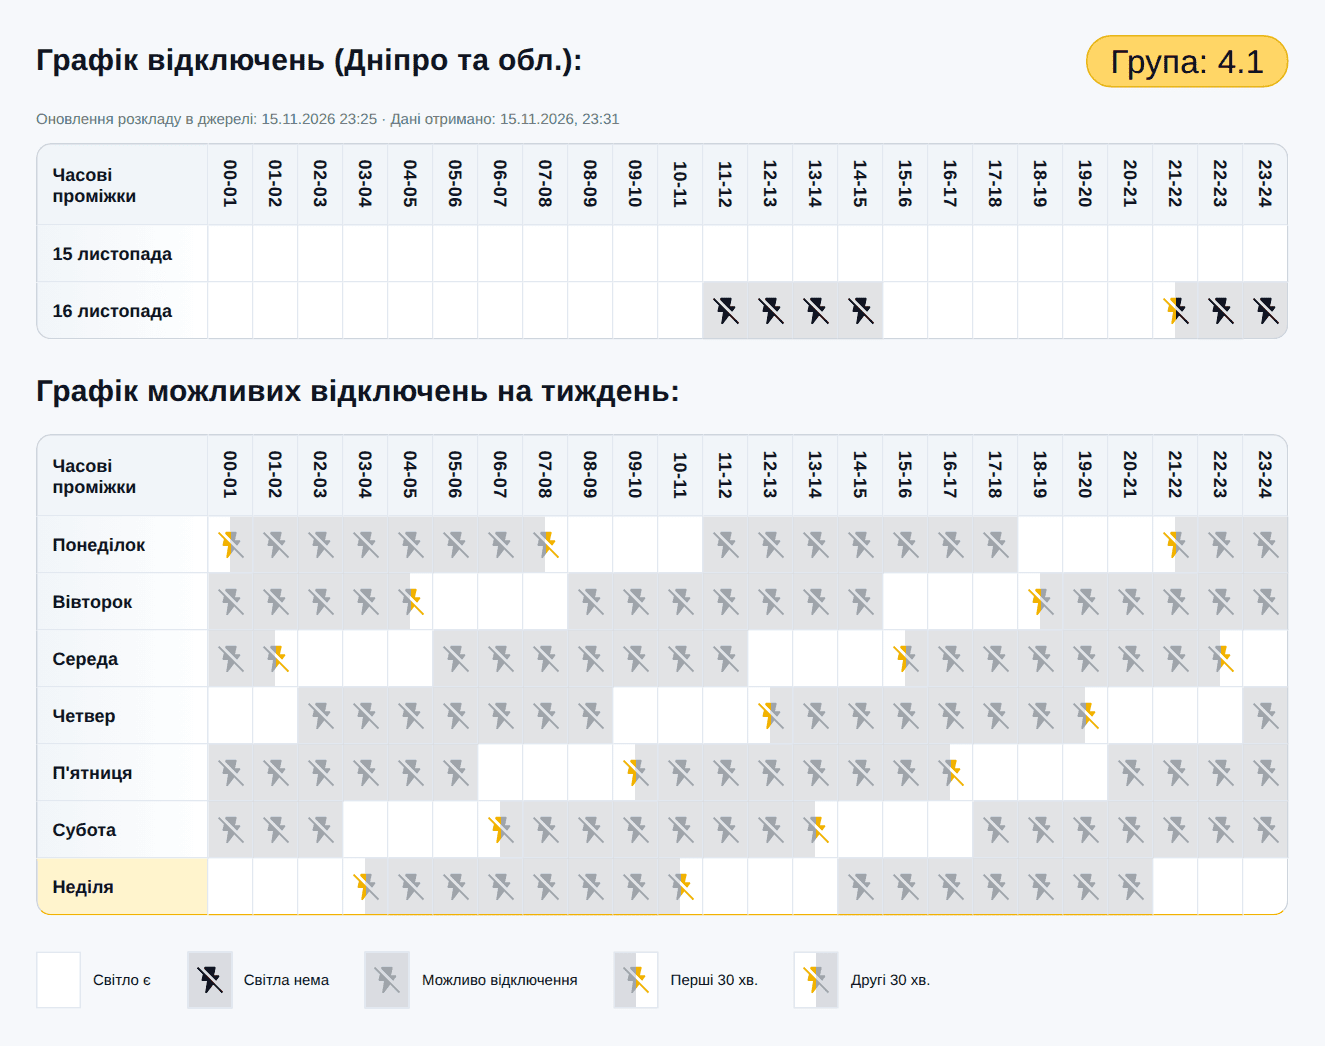 Графік відключень (Дніпро та обл.):
Група: 4.1
Оновлення розкладу в джерелі: 15.11.2026 23:25 · Дані отримано: 15.11.2026, 23:31
Часові проміжки 00-01 01-02 02-03 03-04 04-05 05-06 06-07 07-08 08-09 09-10 10-11 11-12 12-13 13-14 14-15 15-16 16-17 17-18 18-19 19-20 20-21 21-22 22-23 23-24
15 листопада
16 листопада
Графік можливих відключень на тиждень:
Часові проміжки 00-01 01-02 02-03 03-04 04-05 05-06 06-07 07-08 08-09 09-10 10-11 11-12 12-13 13-14 14-15 15-16 16-17 17-18 18-19 19-20 20-21 21-22 22-23 23-24
Понеділок
Вівторок
Середа
Четвер
П'ятниця
Субота
Неділя
Світло є Світла нема Можливо відключення Перші 30 хв. Другі 30 хв.